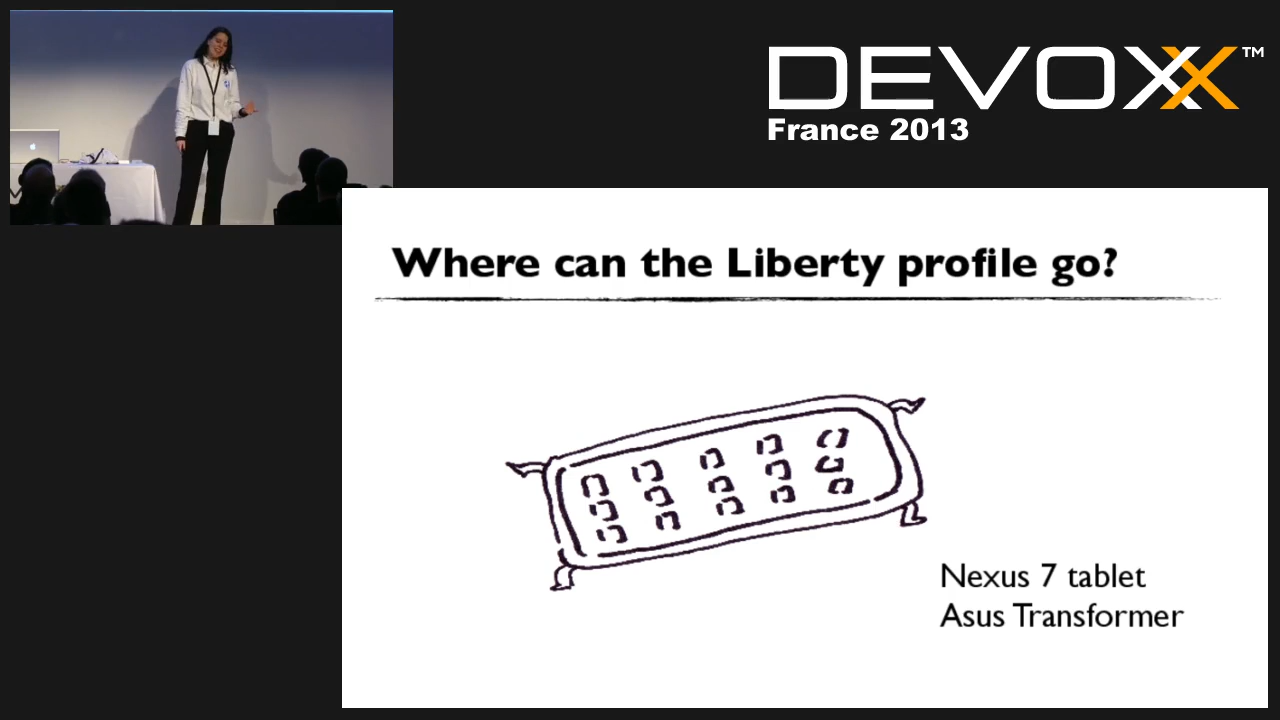 DEVOXX™
France 2013
Where can the Liberty profile go?
Nexus 7 tablet
Asus Transformer